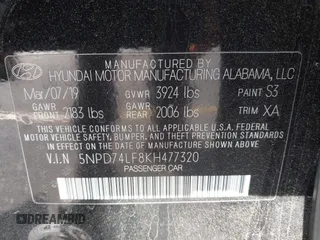 HYUNDAI MOTOR MANUFACTURING ALABAMA, LLC
Mar/07/19 GVWR 3924 lbs PAINT S3
GAWR FRONT 2183 lbs GAWR REAR 2006 lbs TRIM XA
THIS VEHICLE CONFORMS TO ALL APPLICABLE U.S.A. FEDERAL
MOTOR VEHICLE SAFETY, BUMPER, AND THEFT PREVENTION
STANDARDS IN EFFECT ON THE DATE OF MANUFACTURE SHOWN ABOVE.
V.I.N 5NPD74LF8KH477320
PASSENGER CAR
DREAMBID